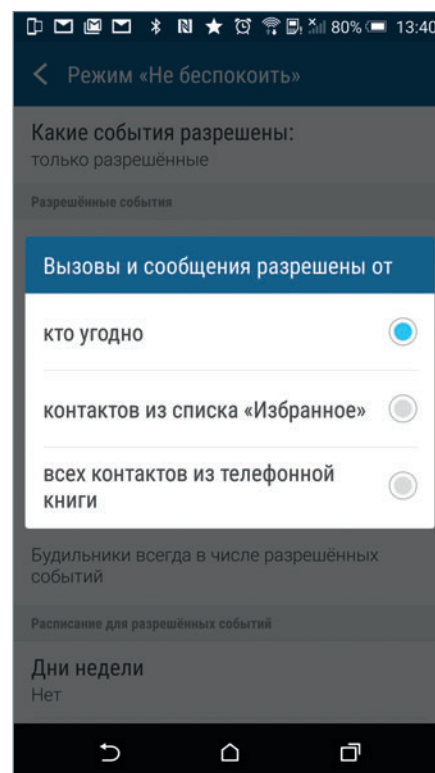 80% 13:40
Режим «Не беспокоить»
Какие события разрешены:
только разрешённые
Разрешённые события
Вызовы и сообщения разрешены от
кто угодно
контактов из списка «Избранное»
всех контактов из телефонной
книги
Будильники всегда в числе разрешённых
событий
Расписание для разрешённых событий
Дни недели
Нет